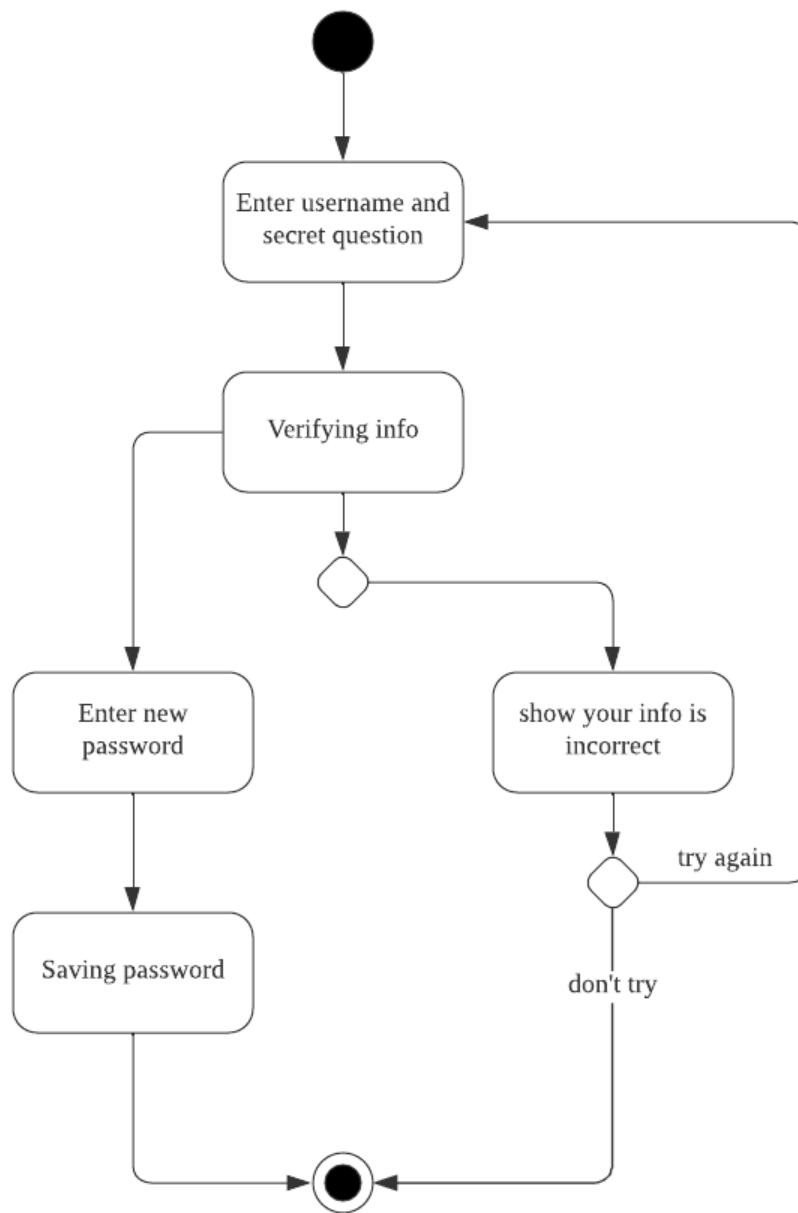 Enter username and
secret question
Verifying info
Enter new
password
show your info is
incorrect
try again
Saving password
don't try